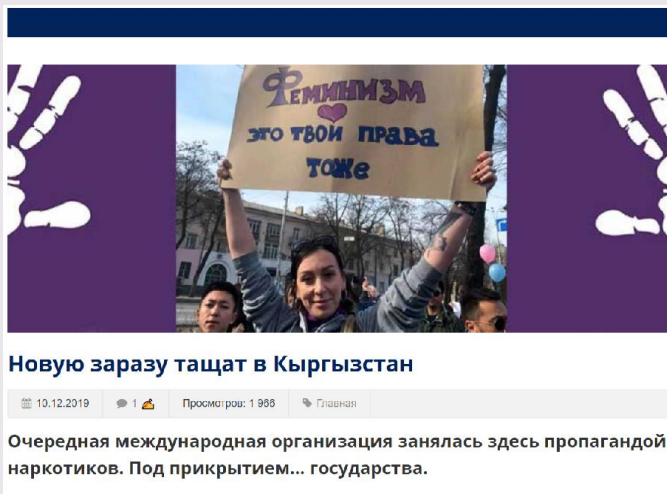 Феминизм
это твои права
тоже
Новую заразу тащат в Кыргызстан
10.12.2019 1 Просмотров: 1 966 Главная
Очередная международная организация занялась здесь пропагандой
наркотиков. Под прикрытием... государства.